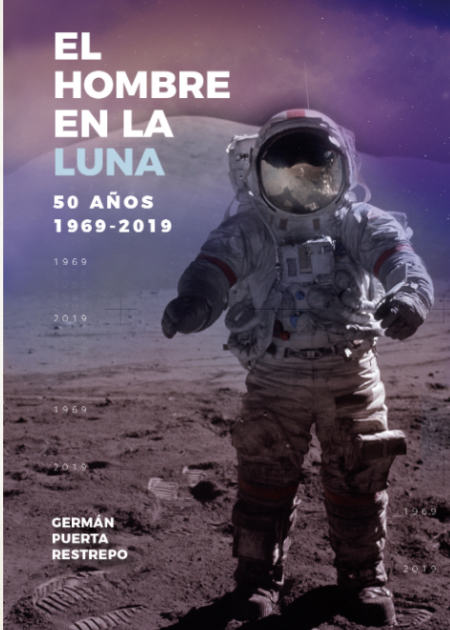 EL
HOMBRE
EN LA
LUNA
50 AÑOS
1969-2019
1969
2019
1969
2019
GERMÁN
PUERTA
RESTREPO
1969
2019